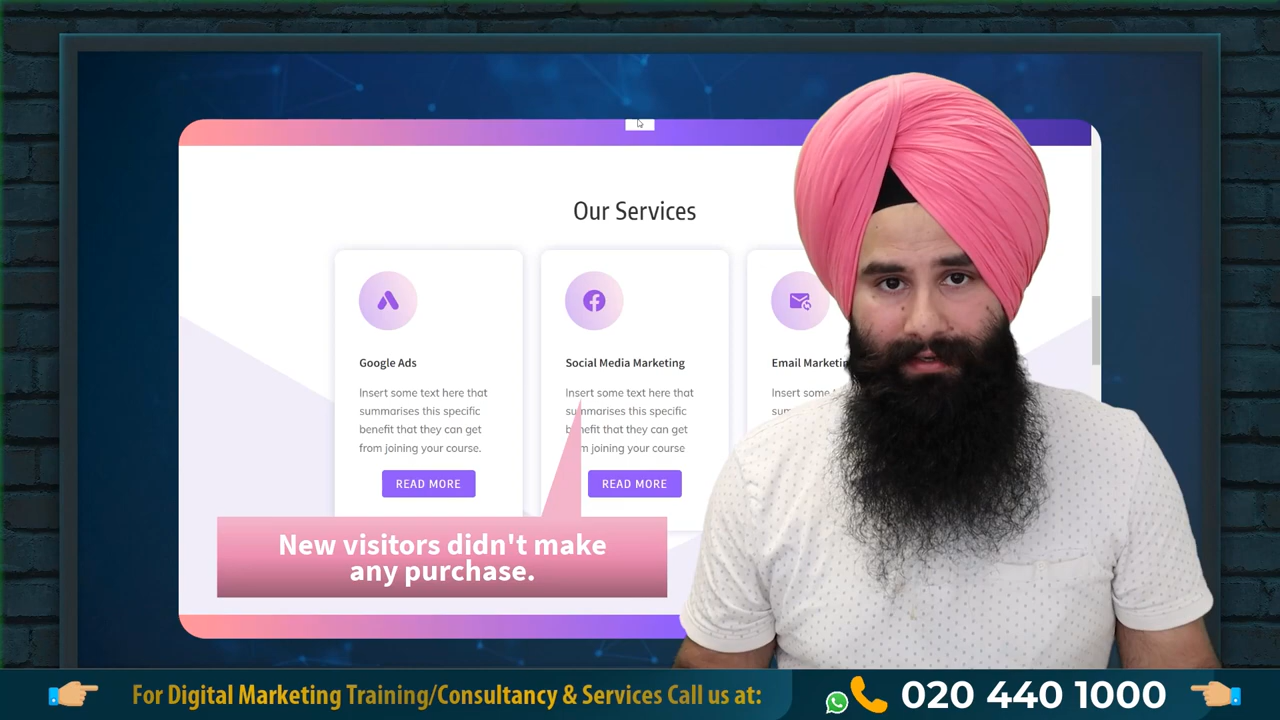 Our Services
Google Ads
Insert some text here that
summarises this specific
benefit that they can get
from joining your course.
READ MORE
Social Media Marketing
Insert some text here that
summarises this specific
benefit that they can get
joining your course
READ MORE
Email
New visitors didn't make
any purchase.
For Digital Marketing Training/Consultancy & Services Call us at:
020 440 1000